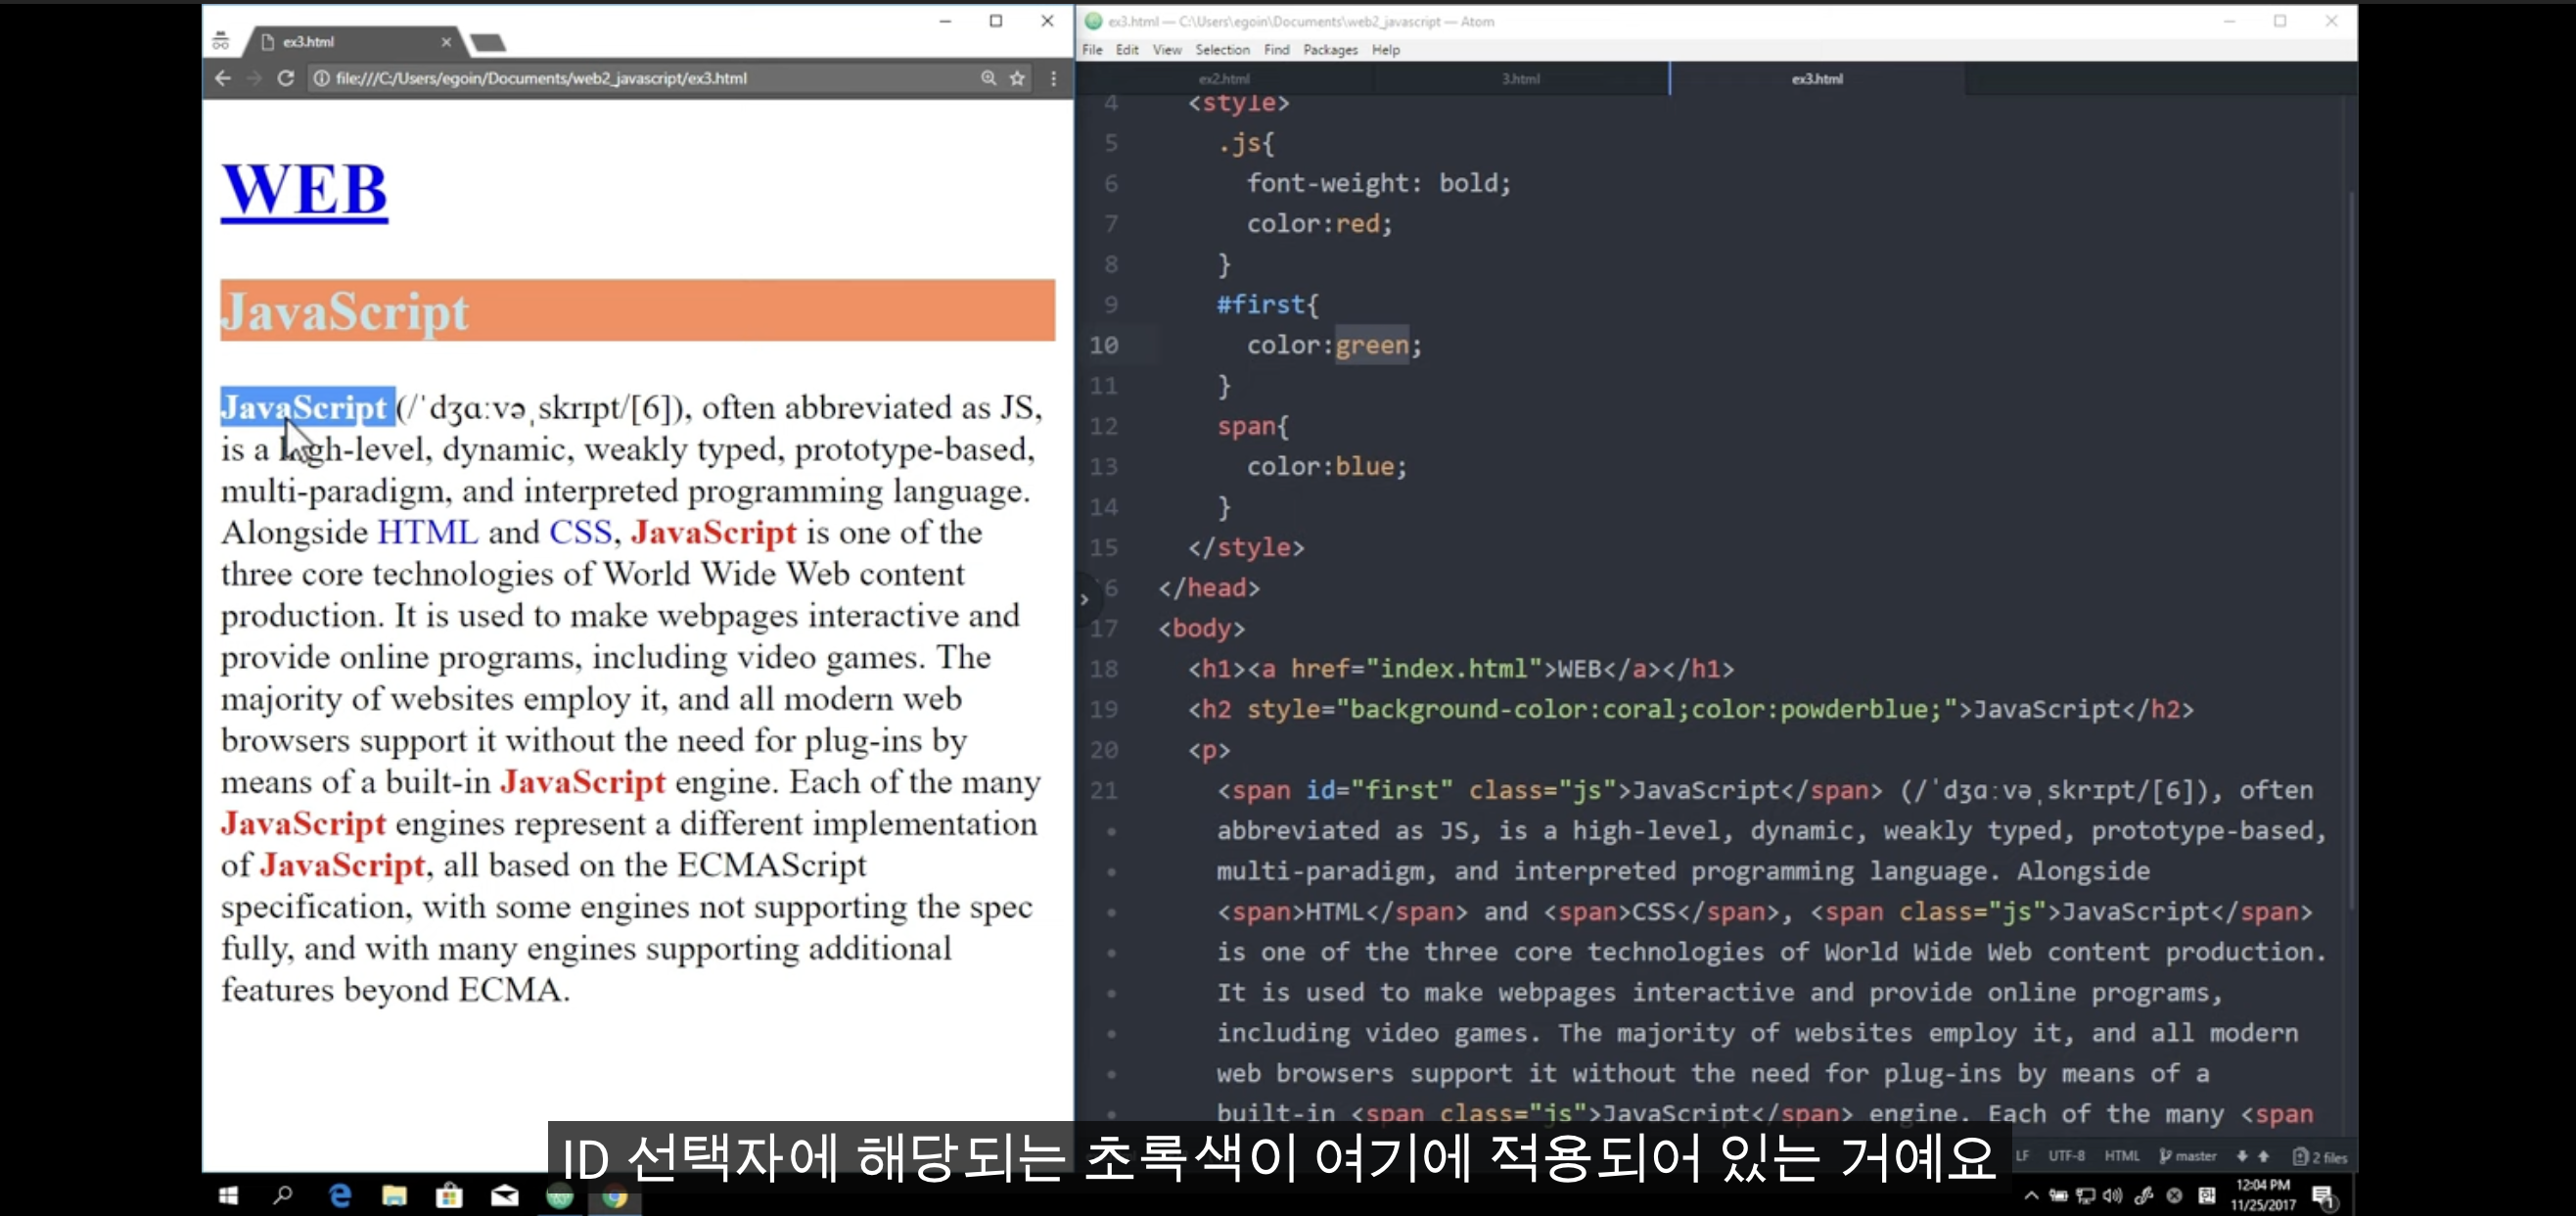 ex3.html
file:///C:/Users/egoin/Documents/web2_javascript/ex3.html
WEB
JavaScript
JavaScript (/ˈdʒɑːvəˌskrɪpt/[6]), often abbreviated as JS,
is a high-level, dynamic, weakly typed, prototype-based,
multi-paradigm, and interpreted programming language.
Alongside HTML and CSS, JavaScript is one of the
three core technologies of World Wide Web content
production. It is used to make webpages interactive and
provide online programs, including video games. The
majority of websites employ it, and all modern web
browsers support it without the need for plug-ins by
means of a built-in JavaScript engine. Each of the many
JavaScript engines represent a different implementation
of JavaScript, all based on the ECMAScript
specification, with some engines not supporting the spec
fully, and with many engines supporting additional
features beyond ECMA.
ex3.html — C:\Users\egoin\Documents\web2_javascript — Atom
File Edit View Selection Find Packages Help
ex2.html 3.html ex3.html
4 <style>
5 .js{
6 font-weight: bold;
7 color:red;
8 }
9 #first{
10 color:green;
11 }
12 span{
13 color:blue;
14 }
15 </style>
16 </head>
17 <body>
18 <h1><a href="index.html">WEB</a></h1>
19 <h2 style="background-color:coral;color:powderblue;">JavaScript</h2>
20 <p>
21 <span id="first" class="js">JavaScript</span> (/ˈdʒɑːvəˌskrɪpt/[6]), often
abbreviated as JS, is a high-level, dynamic, weakly typed, prototype-based,
multi-paradigm, and interpreted programming language. Alongside
<span>HTML</span> and <span>CSS</span>, <span class="js">JavaScript</span>
is one of the three core technologies of World Wide Web content production.
It is used to make webpages interactive and provide online programs,
including video games. The majority of websites employ it, and all modern
web browsers support it without the need for plug-ins by means of a
built-in <span class="js">JavaScript</span> engine. Each of the many <span
ID 선택자에 해당되는 초록색이 여기에 적용되어 있는 거예요
LF UTF-8 HTML master 2 files
한 12:04 PM
11/25/2017 1